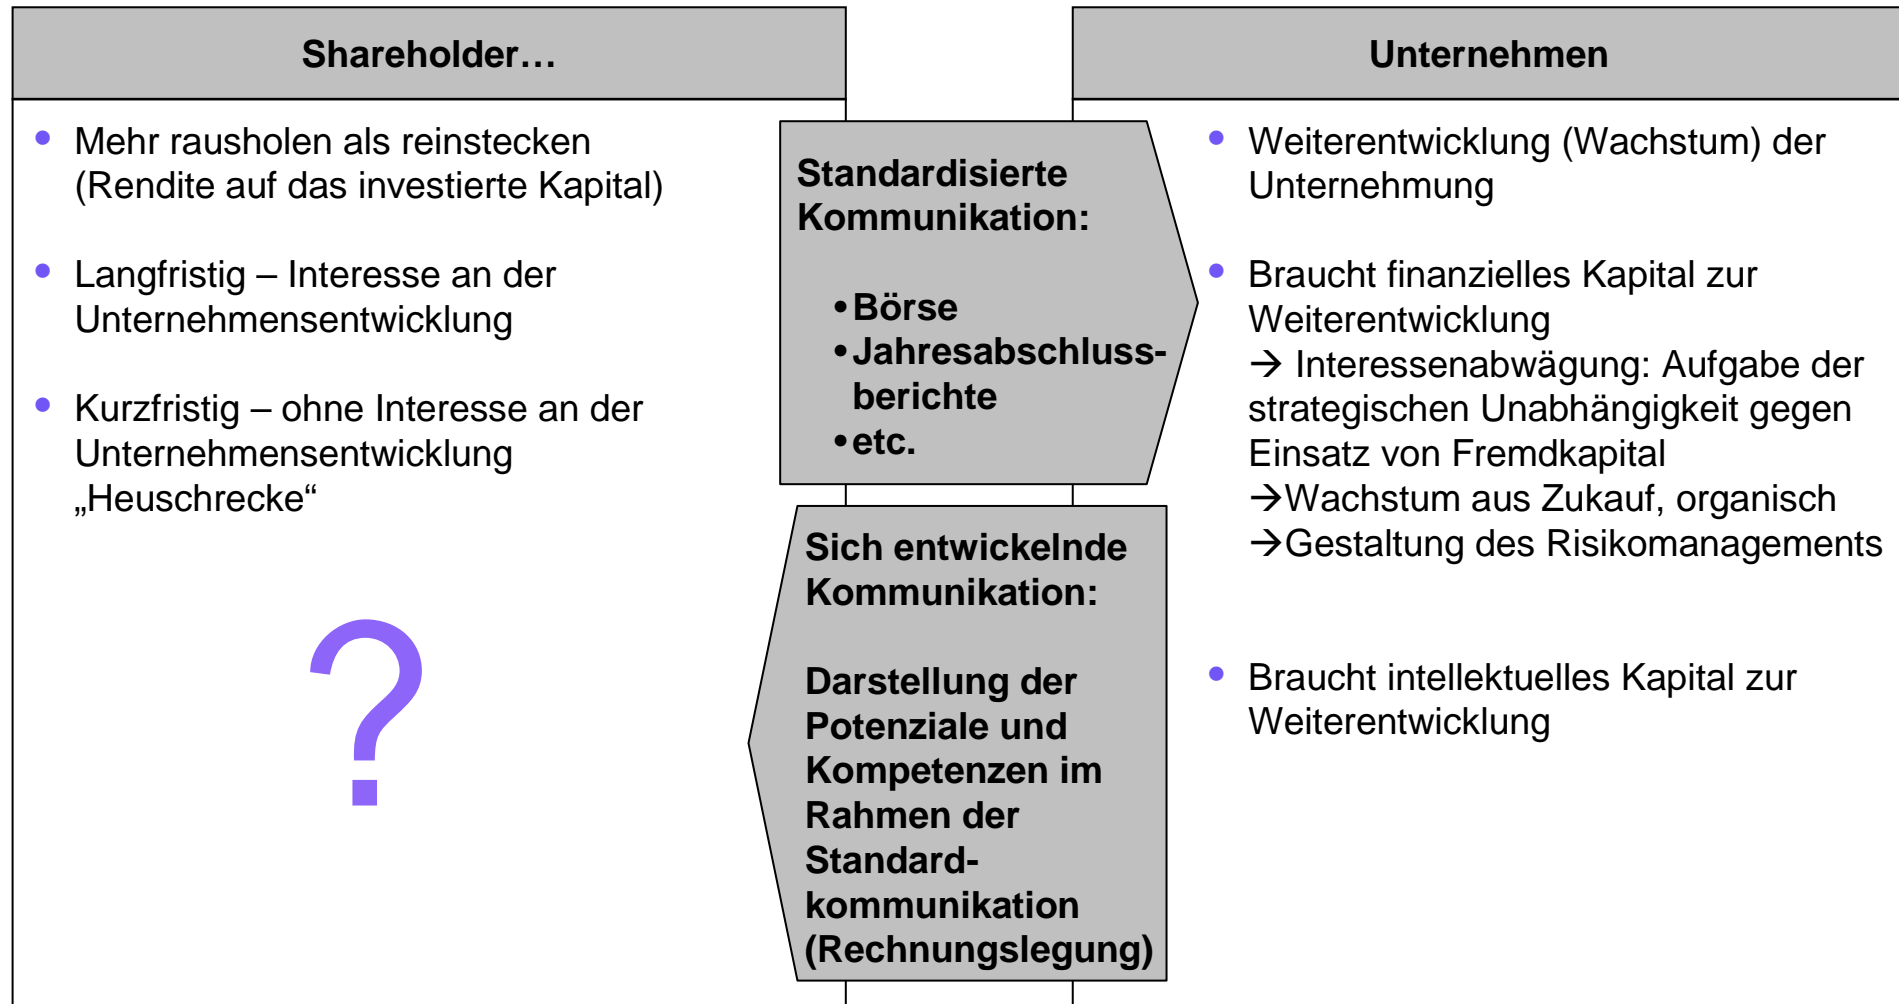 Shareholder…
Mehr rausholen als reinstecken
(Rendite auf das investierte Kapital)
Langfristig – Interesse an der
Unternehmensentwicklung
Kurzfristig – ohne Interesse an der
Unternehmensentwicklung
„Heuschrecke“
?
Standardisierte
Kommunikation:
•Börse
•Jahresabschluss-
berichte
•etc.
Sich entwickelnde
Kommunikation:
Darstellung der
Potenziale und
Kompetenzen im
Rahmen der
Standard-
kommunikation
(Rechnungslegung)
Unternehmen
Weiterentwicklung (Wachstum) der
Unternehmung
Braucht finanzielles Kapital zur
Weiterentwicklung
→ Interessenabwägung: Aufgabe der
strategischen Unabhängigkeit gegen
Einsatz von Fremdkapital
→Wachstum aus Zukauf, organisch
→Gestaltung des Risikomanagements
Braucht intellektuelles Kapital zur
Weiterentwicklung